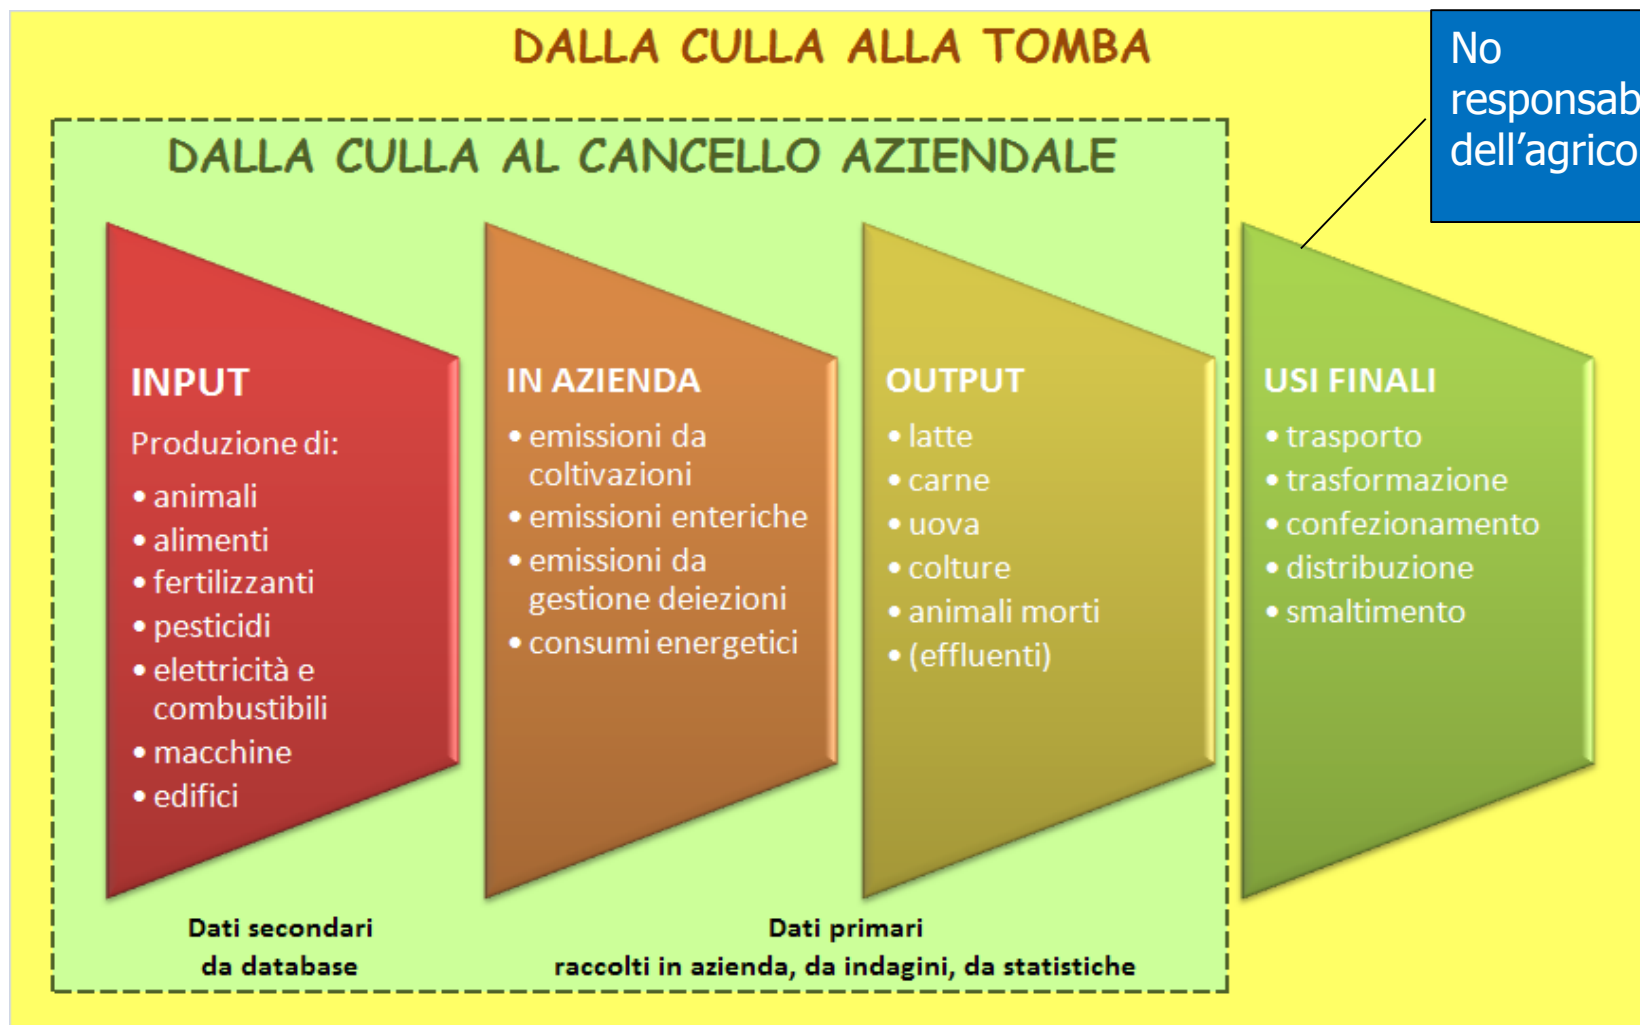 DALLA CULLA ALLA TOMBA
No
dell’
DALLA CULLA AL CANCELLO AZIENDALE
INPUT
Produzione di:
• animali
• alimenti
• fertilizzanti
• pesticidi
• elettricità e
combustibili
• macchine
• edifici
IN AZIENDA
• emissioni da
coltivazioni
• emissioni enteriche
• emissioni da
gestione deiezioni
• consumi energetici
OUTPUT
• latte
• carne
• uova
• colture
• animali morti
• (effluenti)
USI FINALI
• trasporto
• trasformazione
• confezionamento
• distribuzione
• smaltimento
Dati secondari
da database
Dati primari
raccolti in azienda, da indagini, da statistiche